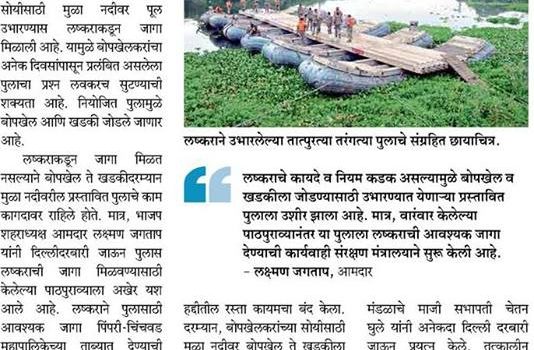 सोयीसाठी मुळा नदीवर पूल
उभारण्यास लष्कराकडून जागा
मिळाली आहे. यामुळे बोपखेलकरांचा
अनेक दिवसांपासून प्रलंबित असलेला
पुलाचा प्रश्न लवकरच सुटण्याची
शक्यता आहे. नियोजित पुलामुळे
बोपखेल आणि खडकी जोडले जाणार
आहे.
लष्कराकडून जागा मिळत
नसल्याने बोपखेल ते खडकीदरम्यान
मुळा नदीवरील प्रस्तावित पुलाचे काम
कागदावर राहिले होते. मात्र, भाजप
शहराध्यक्ष आमदार लक्ष्मण जगताप
यांनी दिल्लीदरबारी जाऊन पुलास
लष्कराची जागा मिळवण्यासाठी
केलेल्या पाठपुराव्याला अखेर यश
आले आहे. लष्कराने पुलासाठी
आवश्यक जागा पिंपरी-चिंचवड
महापालिकेच्या ताब्यात देण्याची
लष्कराने उभारलेल्या तात्पुरत्या तरंगत्या पुलाचे संग्रहित छायाचित्र.
लष्कराचे कायदे व नियम कडक असल्यामुळे बोपखेल व
खडकीला जोडण्यासाठी उभारण्यात येणाऱ्या प्रस्तावित
पुलाला उशीर झाला आहे. मात्र, वारंवार केलेल्या
पाठपुराव्यानंतर या पुलाला लष्कराची आवश्यक जागा
देण्याची कार्यवाही संरक्षण मंत्रालयाने सुरू केली आहे.
– लक्ष्मण जगताप, आमदार
हद्दीतील रस्ता कायमचा बंद केला.
दरम्यान, बोपखेलकरांच्या सोयीसाठी
मुळा नदीवर बोपखेल ते खडकीला
मंडळाचे माजी सभापती चेतन
घुले यांनी अनेकदा दिल्ली दरबारी
जाऊन प्रयत्न केले. तत्कालीन